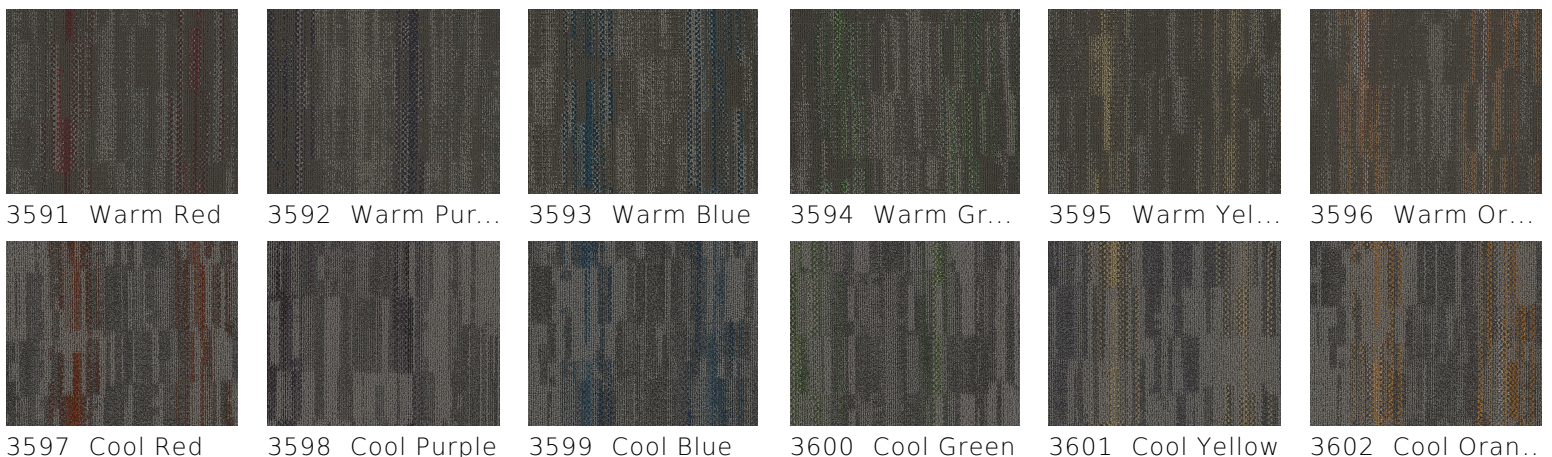 3591 Warm Red
3592 Warm Pur...
3593 Warm Blue
3594 Warm Gr...
3595 Warm Yel...
3596 Warm Or...
3597 Cool Red
3598 Cool Purple
3599 Cool Blue
3600 Cool Green
3601 Cool Yellow
3602 Cool Oran..